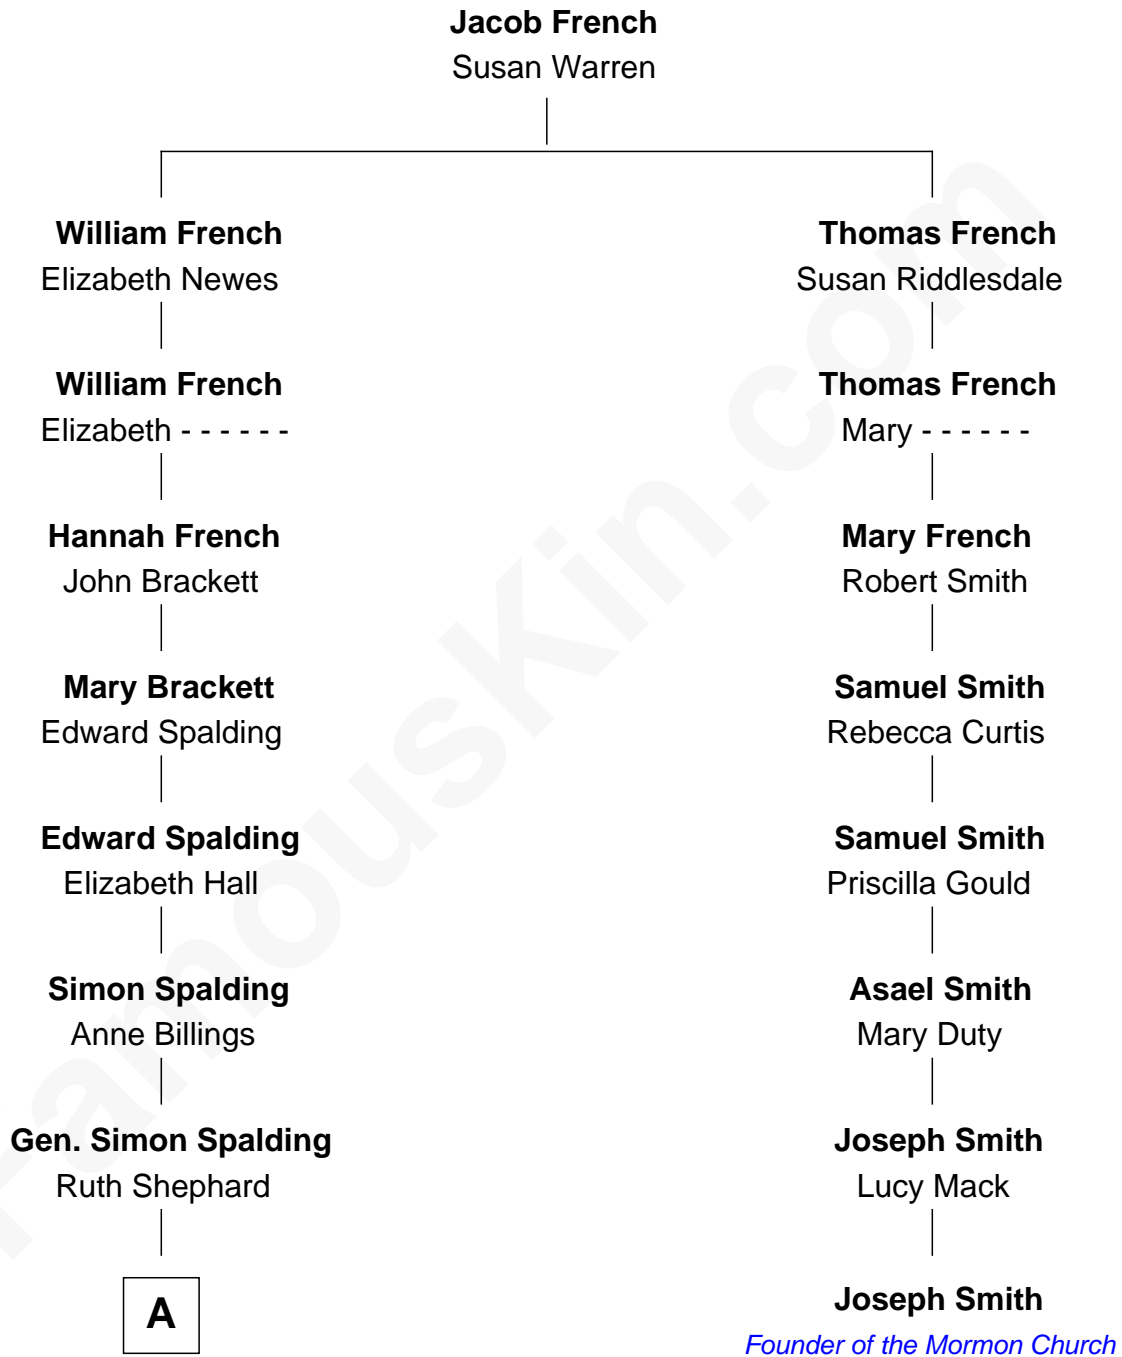 Jacob French
Susan Warren
William French
Elizabeth Newes
Thomas French
Susan Riddlesdale
William French
Elizabeth - - - - - -
Thomas French
Mary - - - - - -
Hannah French
John Brackett
Mary French
Robert Smith
Mary Brackett
Edward Spalding
Samuel Smith
Rebecca Curtis
Edward Spalding
Elizabeth Hall
Samuel Smith
Priscilla Gould
Simon Spalding
Anne Billings
Asael Smith
Mary Duty
Gen. Simon Spalding
Ruth Shephard
Joseph Smith
Lucy Mack
A
Joseph Smith
Founder of the Mormon Church
FamousKin.com